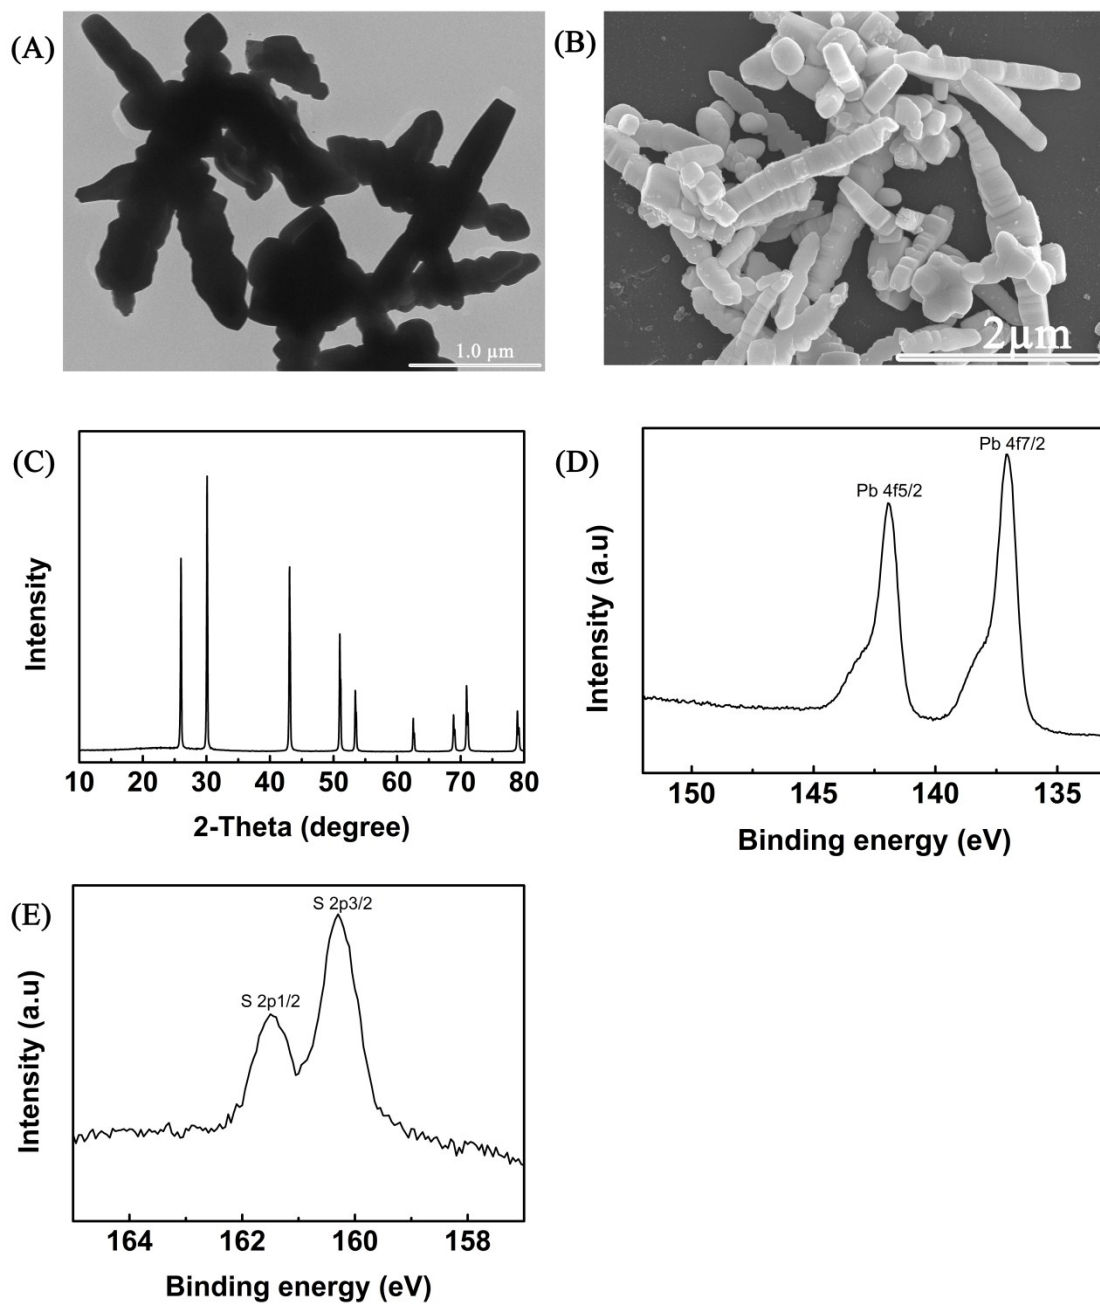 (A)
1.0 μm
(B)
2μm
(C)
Intensity
10 20 30 40 50 60 70 80
2-Theta (degree)
(D)
Pb 4f7/2
Pb 4f5/2
Intensity (a.u)
150 145 140 135
Binding energy (eV)
(E)
S 2p3/2
S 2p1/2
Intensity (a.u)
164 162 160 158
Binding energy (eV)